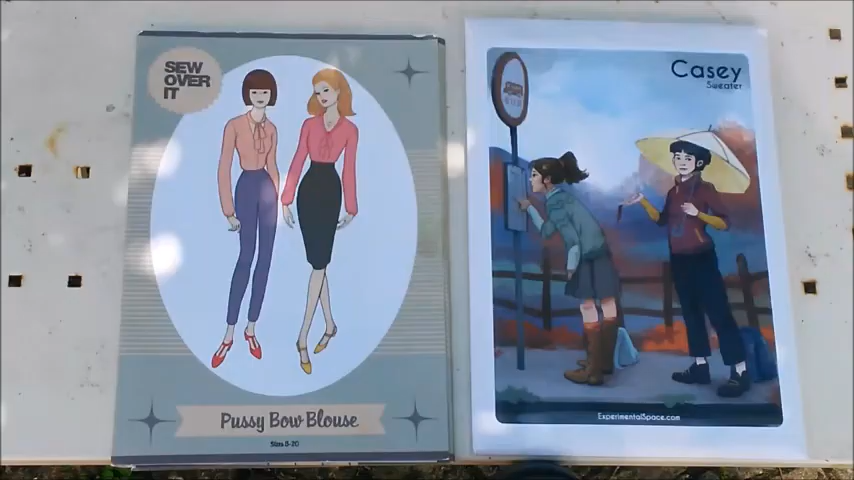 SEW
OVER
IT
Pussy Bow Blouse
Sizes 8-20
Casey
Sweater
ExperimentalSpace.com